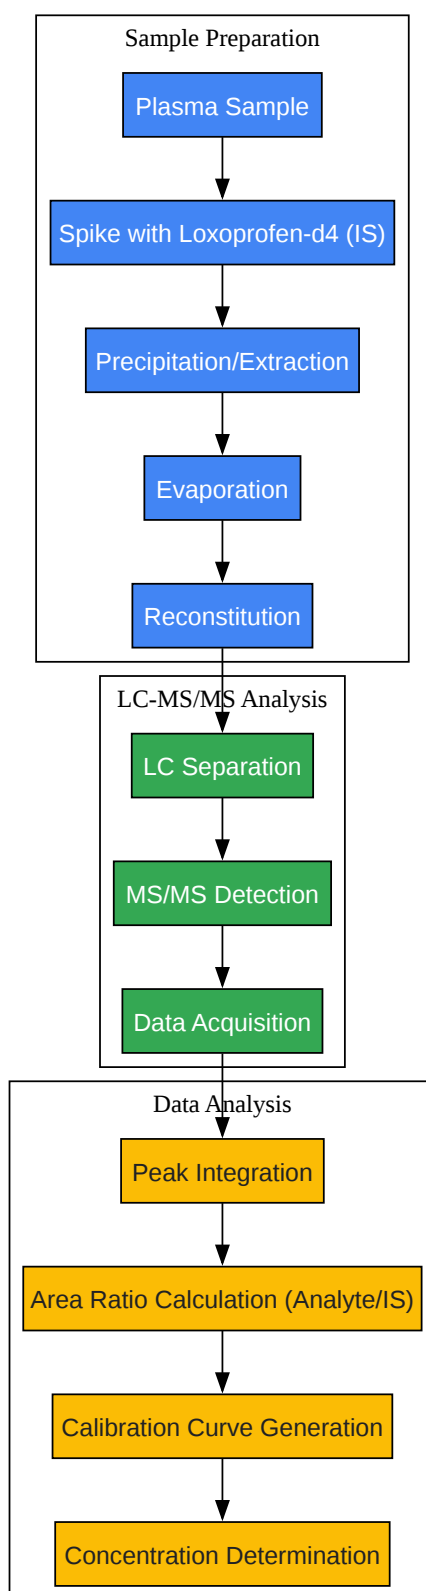 Sample Preparation
Plasma Sample
Spike with Loxoprofen-d4 (IS)
Precipitation/Extraction
Evaporation
Reconstitution
LC-MS/MS Analysis
LC Separation
MS/MS Detection
Data Acquisition
Data Analysis
Peak Integration
Area Ratio Calculation (Analyte/IS)
Calibration Curve Generation
Concentration Determination